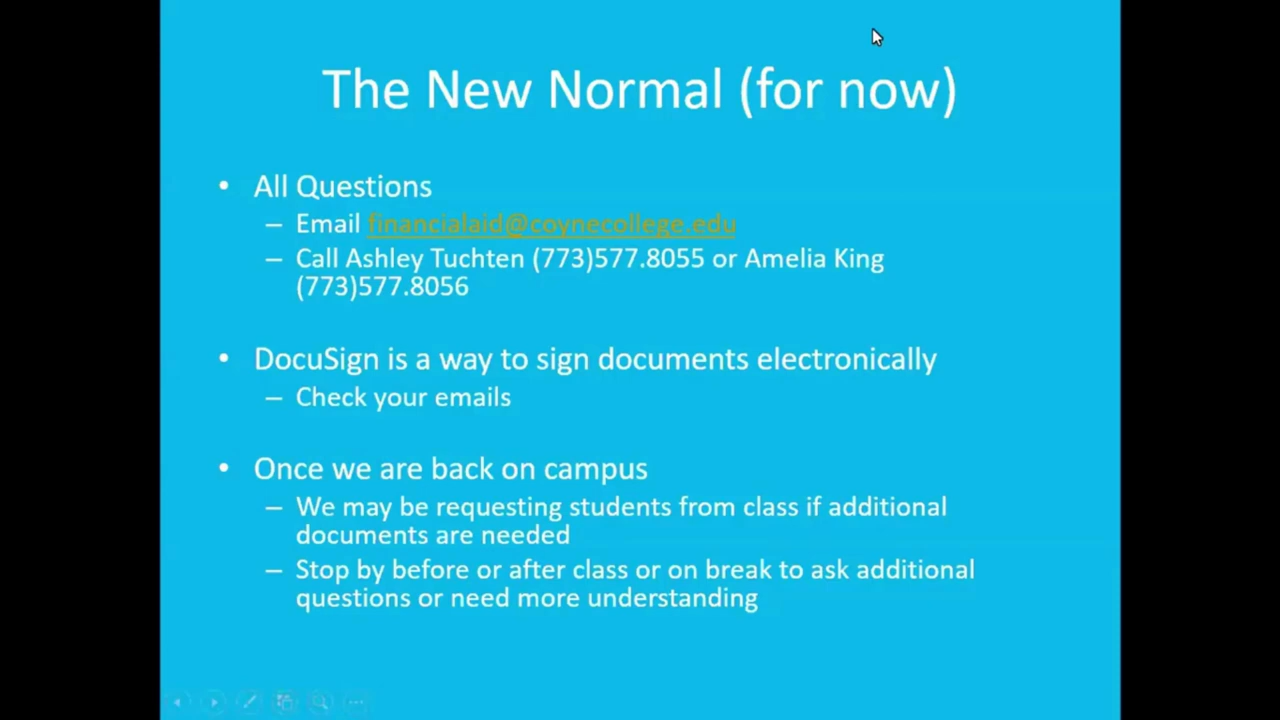 The New Normal (for now)
• All Questions
– Email financialaid@coynecollege.edu
– Call Ashley Tuchten (773)577.8055 or Amelia King
(773)577.8056
• DocuSign is a way to sign documents electronically
– Check your emails
• Once we are back on campus
– We may be requesting students from class if additional
documents are needed
– Stop by before or after class or on break to ask additional
questions or need more understanding